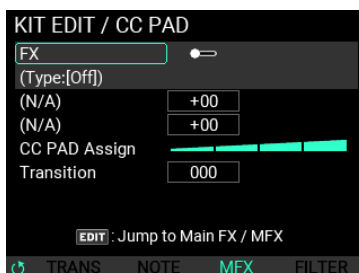 KIT EDIT / CC PAD
FX
(Type:[Off])
(N/A) +00
(N/A) +00
CC PAD Assign
Transition 000
EDIT : Jump to Main FX / MFX
TRANS NOTE MFX FILTER